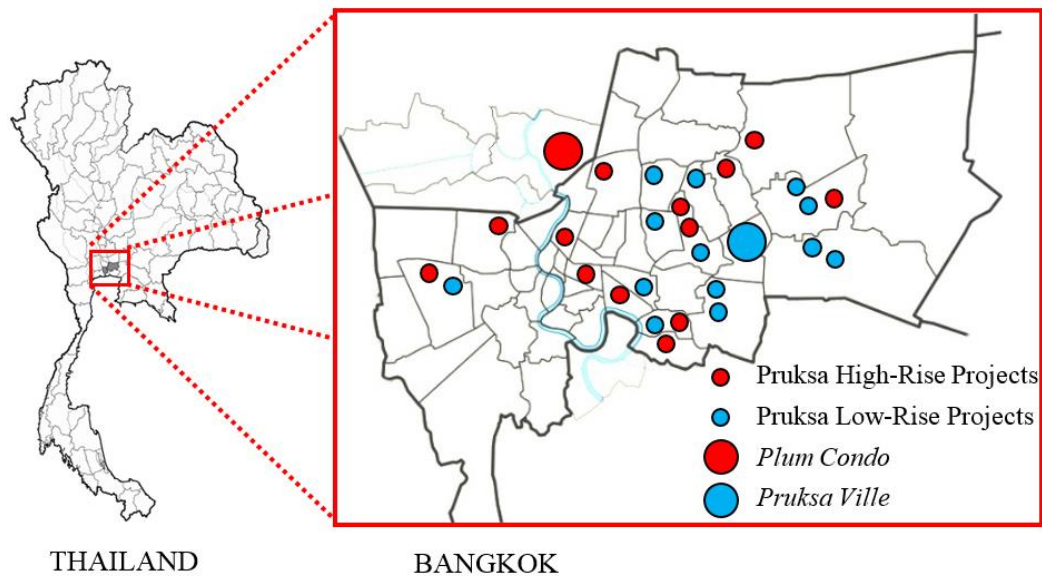 Pruksa High-Rise Projects
Pruksa Low-Rise Projects
Plum Condo
Pruksa Ville
THAILAND
BANGKOK